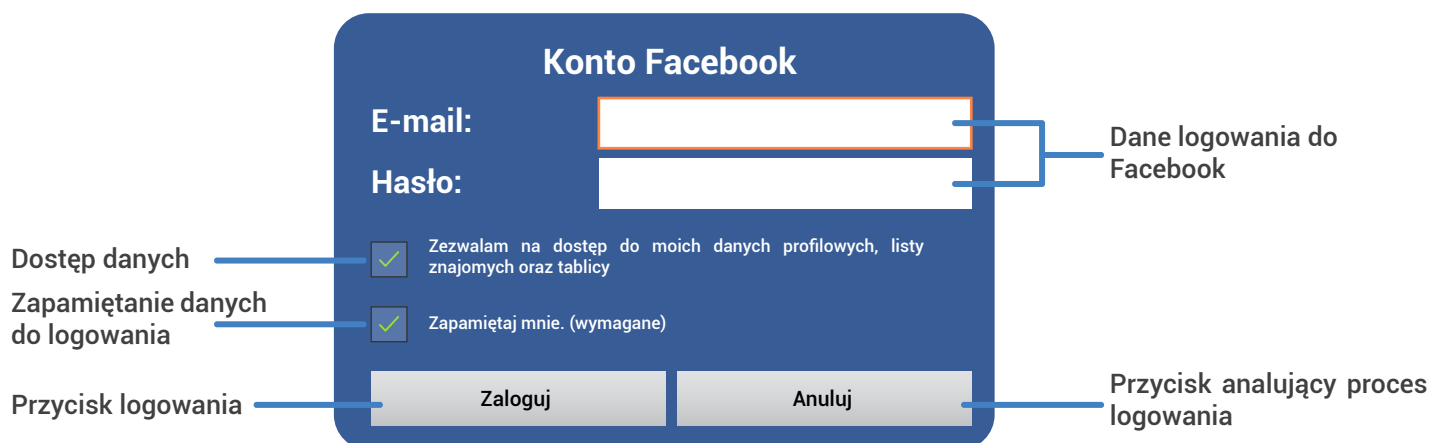 Konto Facebook
E-mail:
Dane logowania do
Facebook
Hasło:
Dostęp danych
Zezwalam na dostęp do moich danych profilowych, listy
znajomych oraz tablicy
Zapamiętanie danych
do logowania
Zapamiętaj mnie. (wymagane)
Przycisk logowania
Zaloguj
Anuluj
Przycisk analujący proces
logowania